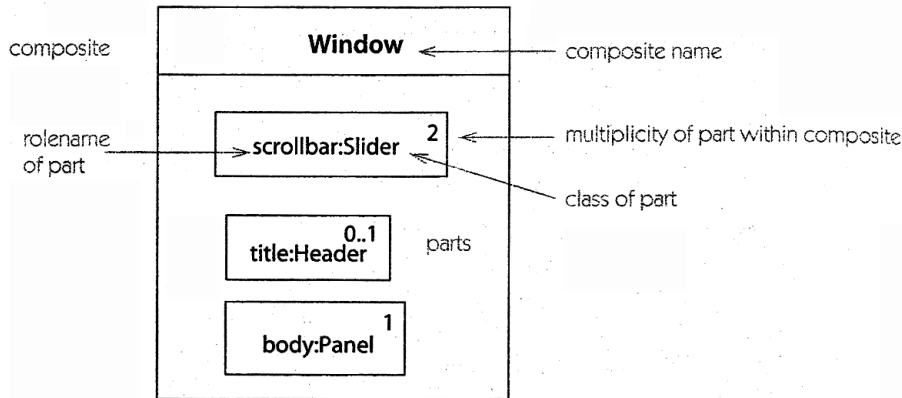 composite
Window
composite name
2
scrollbar:Slider
rolename
of part
multiplicity of part within composite
class of part
0..1
title:Header
parts
1
body:Panel